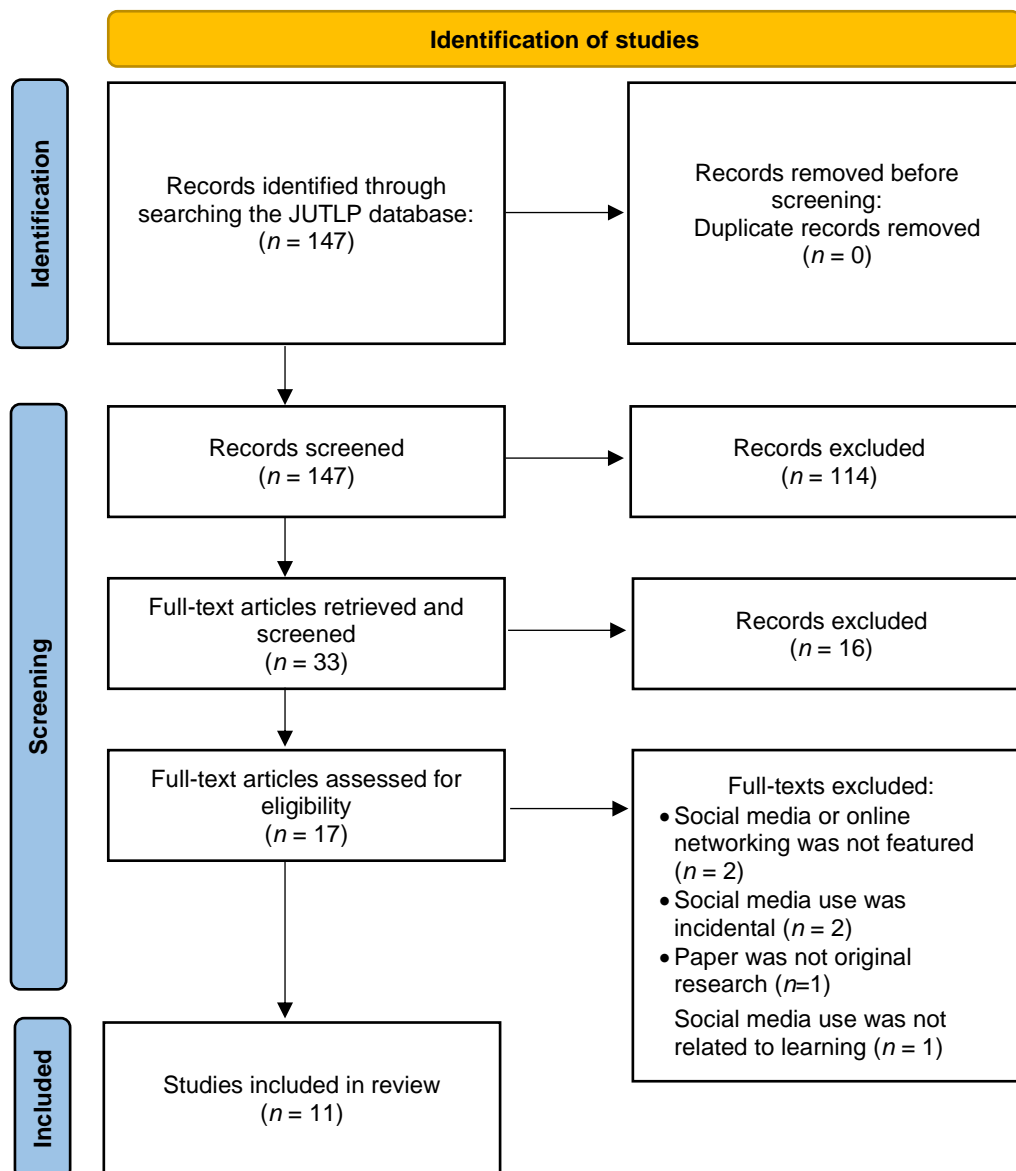 Identification of studies
Identification
Records identified through
searching the JUTLP database:
(n = 147)
Records removed before
screening:
Duplicate records removed
(n = 0)
Screening
Records screened
(n = 147)
Records excluded
(n = 114)
Full-text articles retrieved and
screened
(n = 33)
Records excluded
(n = 16)
Full-text articles assessed for
eligibility
(n = 17)
Full-texts excluded:
• Social media or online
networking was not featured
(n = 2)
• Social media use was
incidental (n = 2)
• Paper was not original
research (n=1)
Social media use was not
related to learning (n = 1)
Included
Studies included in review
(n = 11)